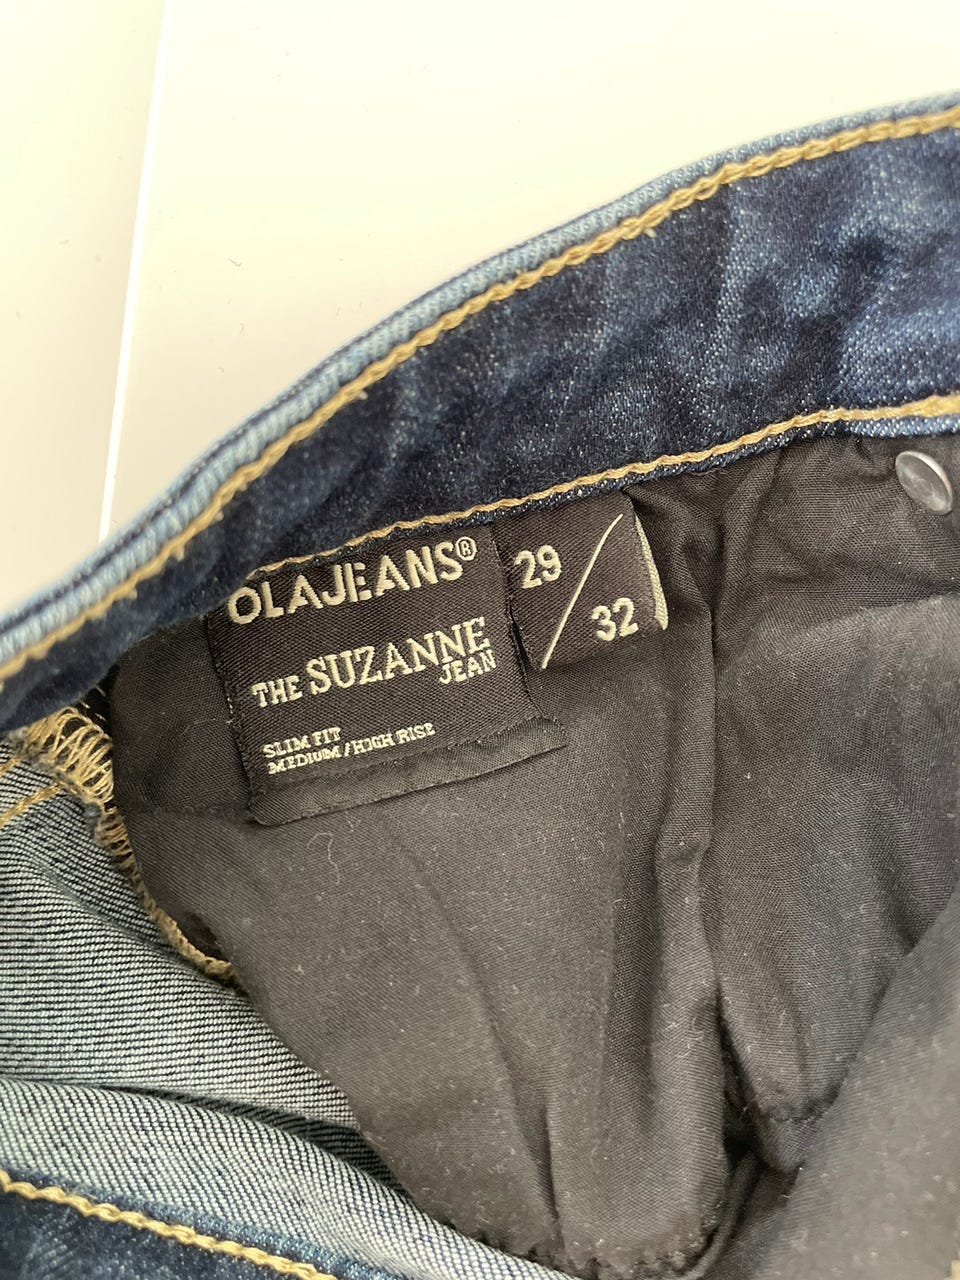 OLAJEANS®
THE SUZANNE
JEAN
SLIM FIT
MEDIUM / HIGH RISE
29 / 32